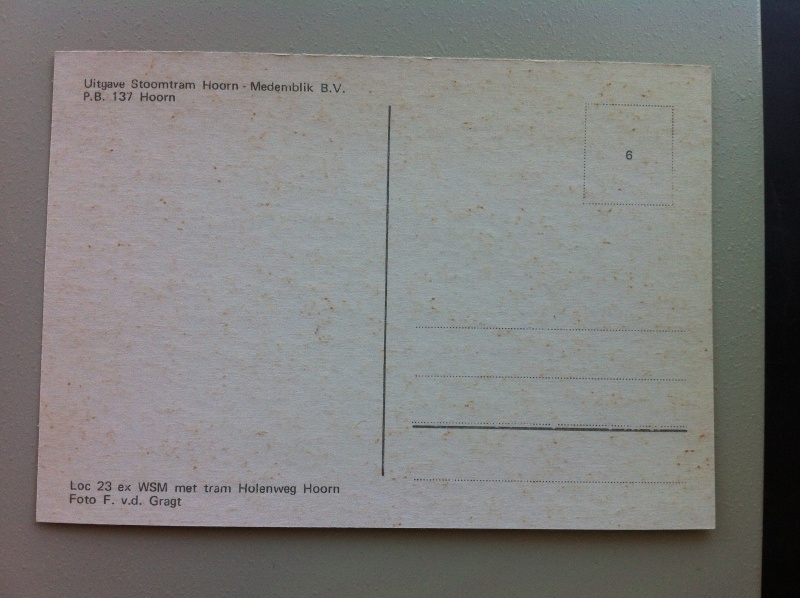 Uitgave Stoomtram Hoorn - Medemblik B.V.
P.B. 137 Hoorn
6
Loc 23 ex WSM met tram Holenweg Hoorn
Foto F. v.d. Gragt